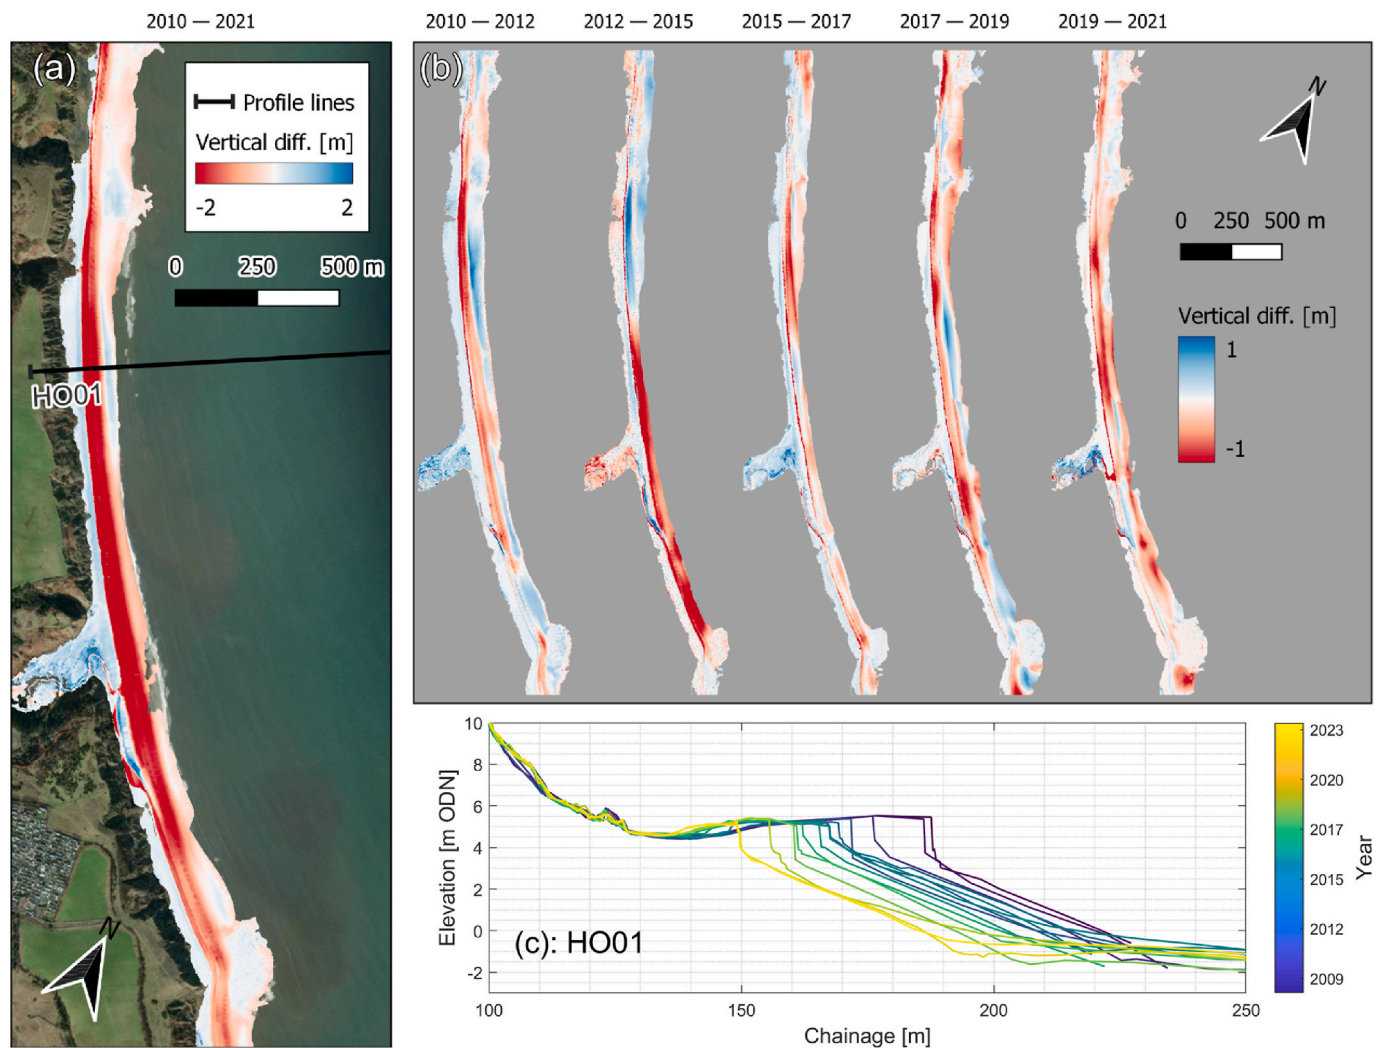 2010 — 2021
2010 — 2012
2012 — 2015
2015 — 2017
2017 — 2019
2019 — 2021
(a)
Profile lines
Vertical diff. [m]
-2
2
0
250
500 m
HO01
N
(b)
N
0
250
500 m
Vertical diff. [m]
1
-1
10
8
6
4
2
0
-2
Elevation [m ODN]
(c): HO01
100
150
200
250
Chainage [m]
2023
2020
2017
2015
2012
2009
Year